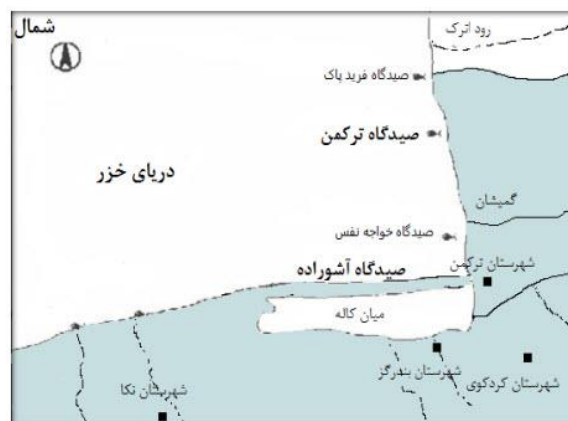 شمال
رود اترک
صیدگاه فرید پاک
صیدگاه ترکمن
دریای خزر
گمیشان
صیدگاه خواجه نفس
شهرستان ترکمن
صیدگاه آشوراده
میان کاله
شهرستان بندرگز
شهرستان کردکوی
شهرستان نکا